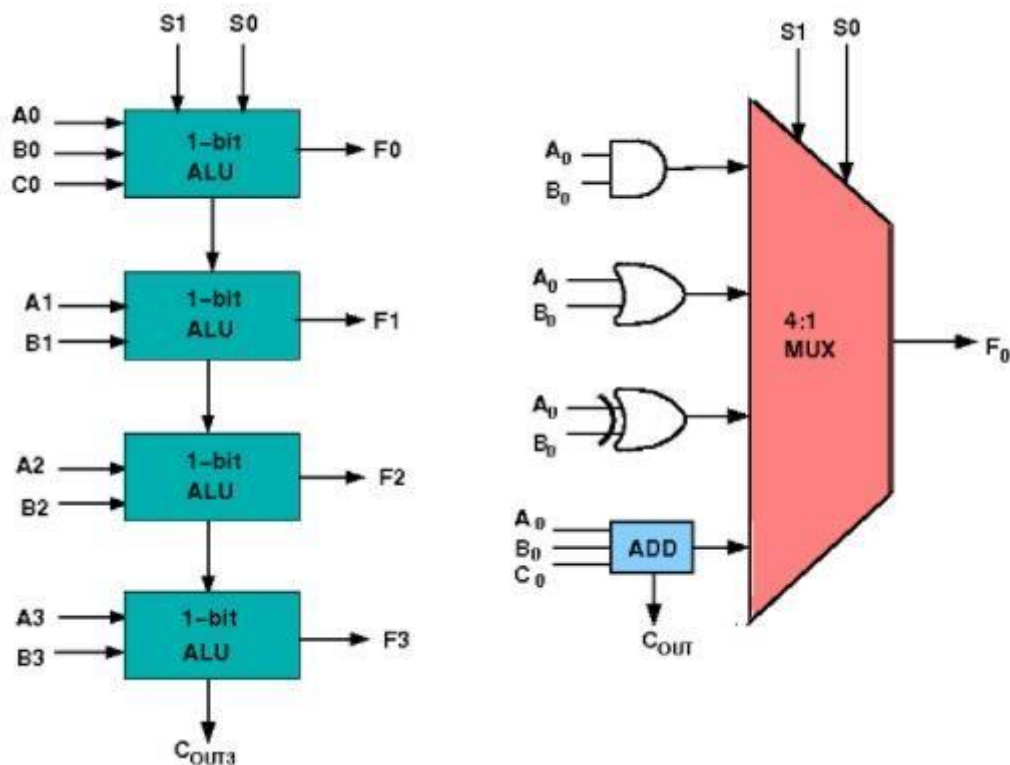 S1 S0
A0
B0
C0
1-bit
ALU
F0
A1
B1
1-bit
ALU
F1
A2
B2
1-bit
ALU
F2
A3
B3
1-bit
ALU
F3
COUT3
S1 S0
A0
B0
A0
B0
A0
B0
A0
B0
C0
ADD
COUT
4:1
MUX
F0